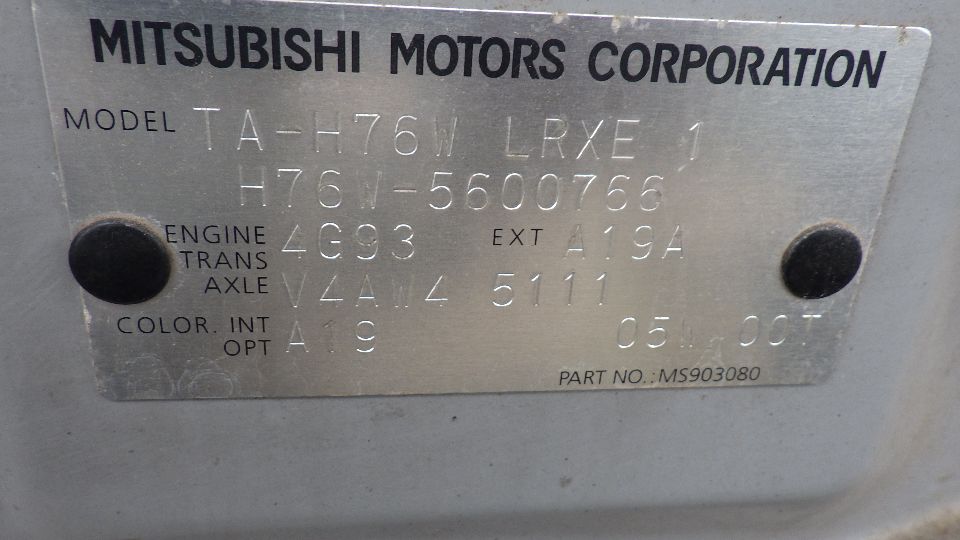 MITSUBISHI MOTORS CORPORATION
MODEL TA-H76W LRXE 1
H76W-5600766
ENGINE 4G93 EXT A19A
TRANS
AXLE V4AW4 5111
COLOR. INT
OPT A19 05W 00T
PART NO.:MS903080